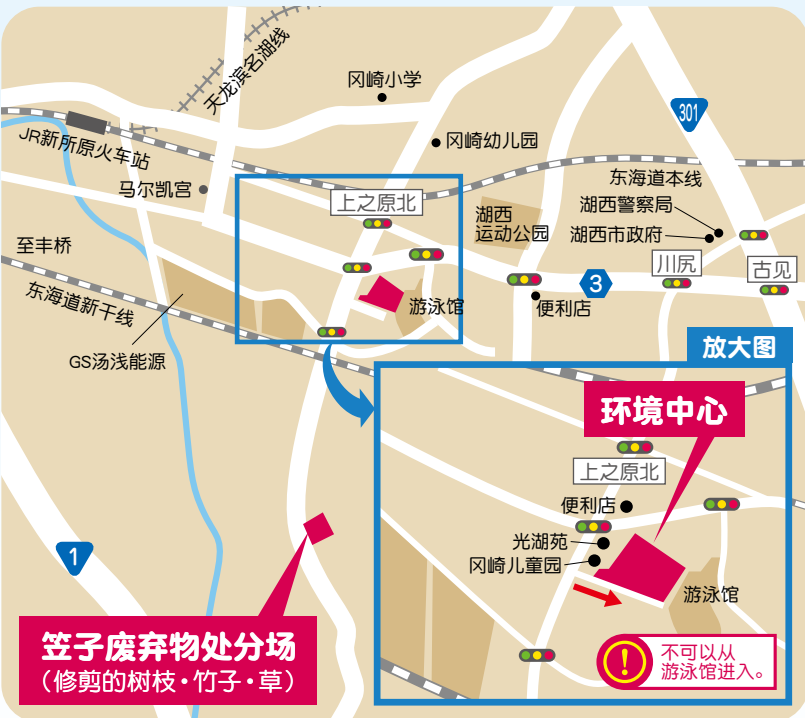 天龙滨名湖线
冈崎小学
301
冈崎幼儿园
JR新所原火车站
东海道本线
马尔凯宫
上之原北
湖西
运动公园
湖西警察局
湖西市政府
至丰桥
川尻
古见
3
东海道新干线
游泳馆
便利店
GS汤浅能源
放大图
环境中心
上之原北
便利店
光湖苑
冈崎儿童园
游泳馆
1
笠子废弃物处分场
（修剪的树枝・竹子・草）
!
不可以从
游泳馆进入。